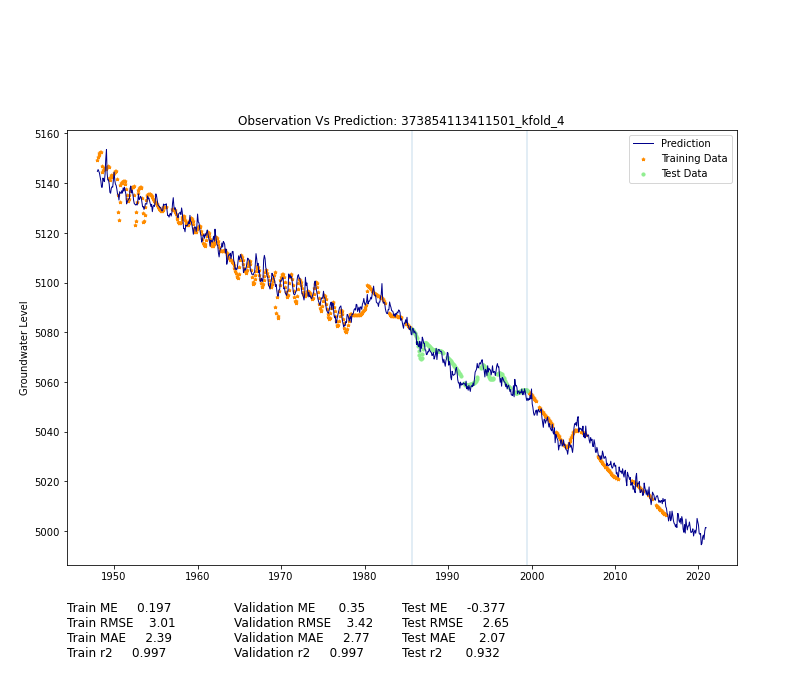 Observation Vs Prediction: 373854113411501_kfold_4
Prediction
Training Data
Test Data
Groundwater Level
5160
5140
5120
5100
5080
5060
5040
5020
5000
1950 1960 1970 1980 1990 2000 2010 2020
Train ME 0.197 Validation ME 0.35 Test ME -0.377
Train RMSE 3.01 Validation RMSE 3.42 Test RMSE 2.65
Train MAE 2.39 Validation MAE 2.77 Test MAE 2.07
Train r2 0.997 Validation r2 0.997 Test r2 0.932